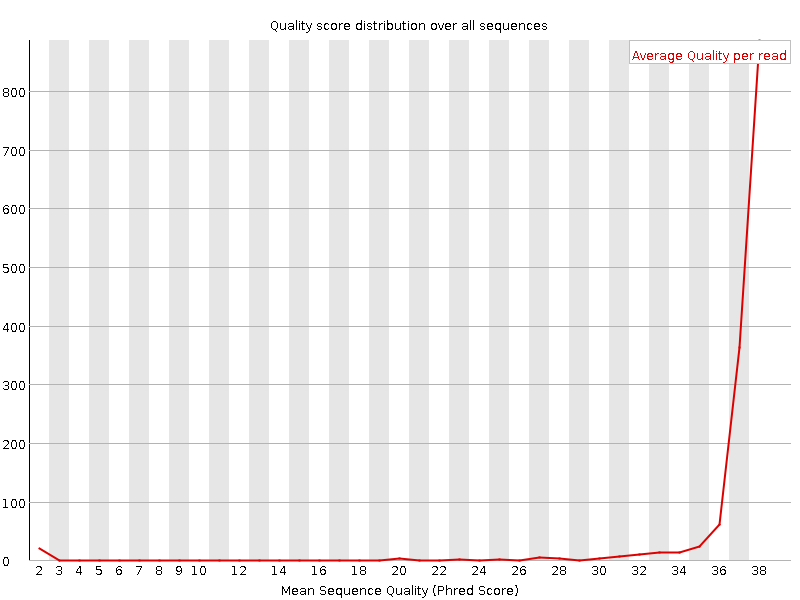 Quality score distribution over all sequences
Average Quality per read
800
700
600
500
400
300
200
100
0
2 3 4 5 6 7 8 9 10 12 14 16 18 20 22 24 26 28 30 32 34 36 38
Mean Sequence Quality (Phred Score)